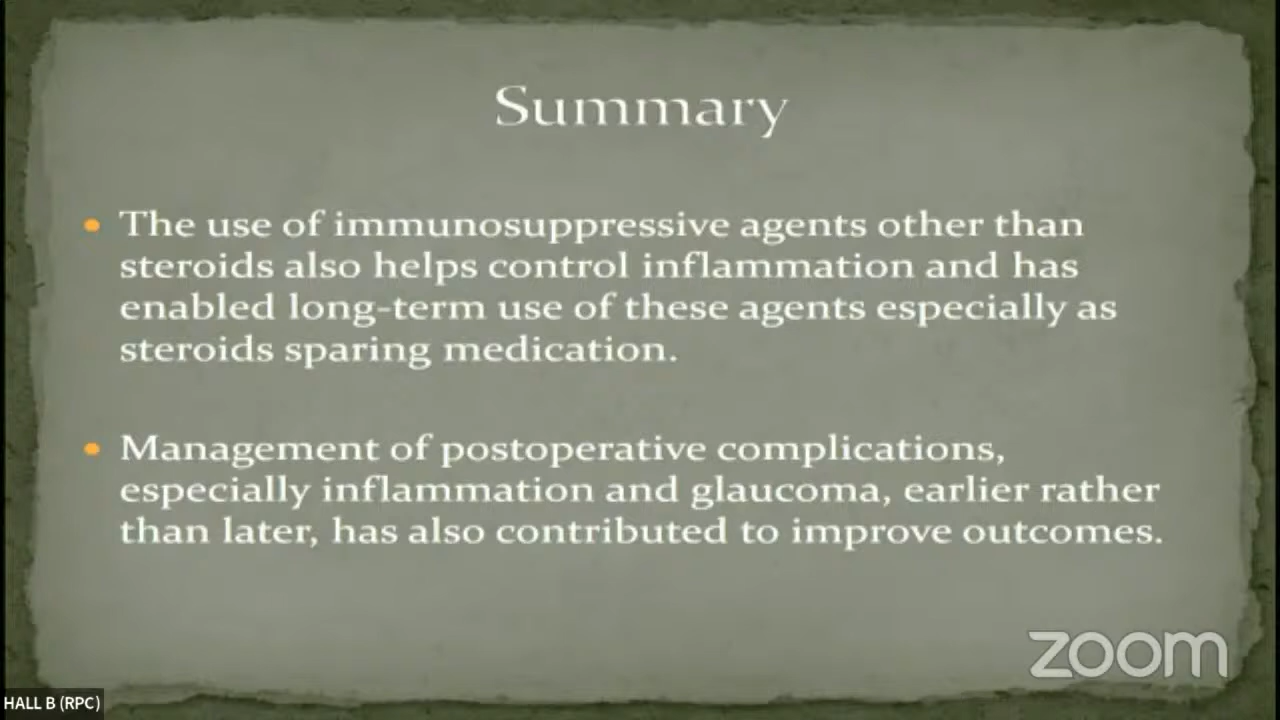 Summary
• The use of immunosuppressive agents other than
steroids also helps control inflammation and has
enabled long-term use of these agents especially as
steroids sparing medication.
• Management of postoperative complications,
especially inflammation and glaucoma, earlier rather
than later, has also contributed to improve outcomes.
zoom
HALL B (RPC)